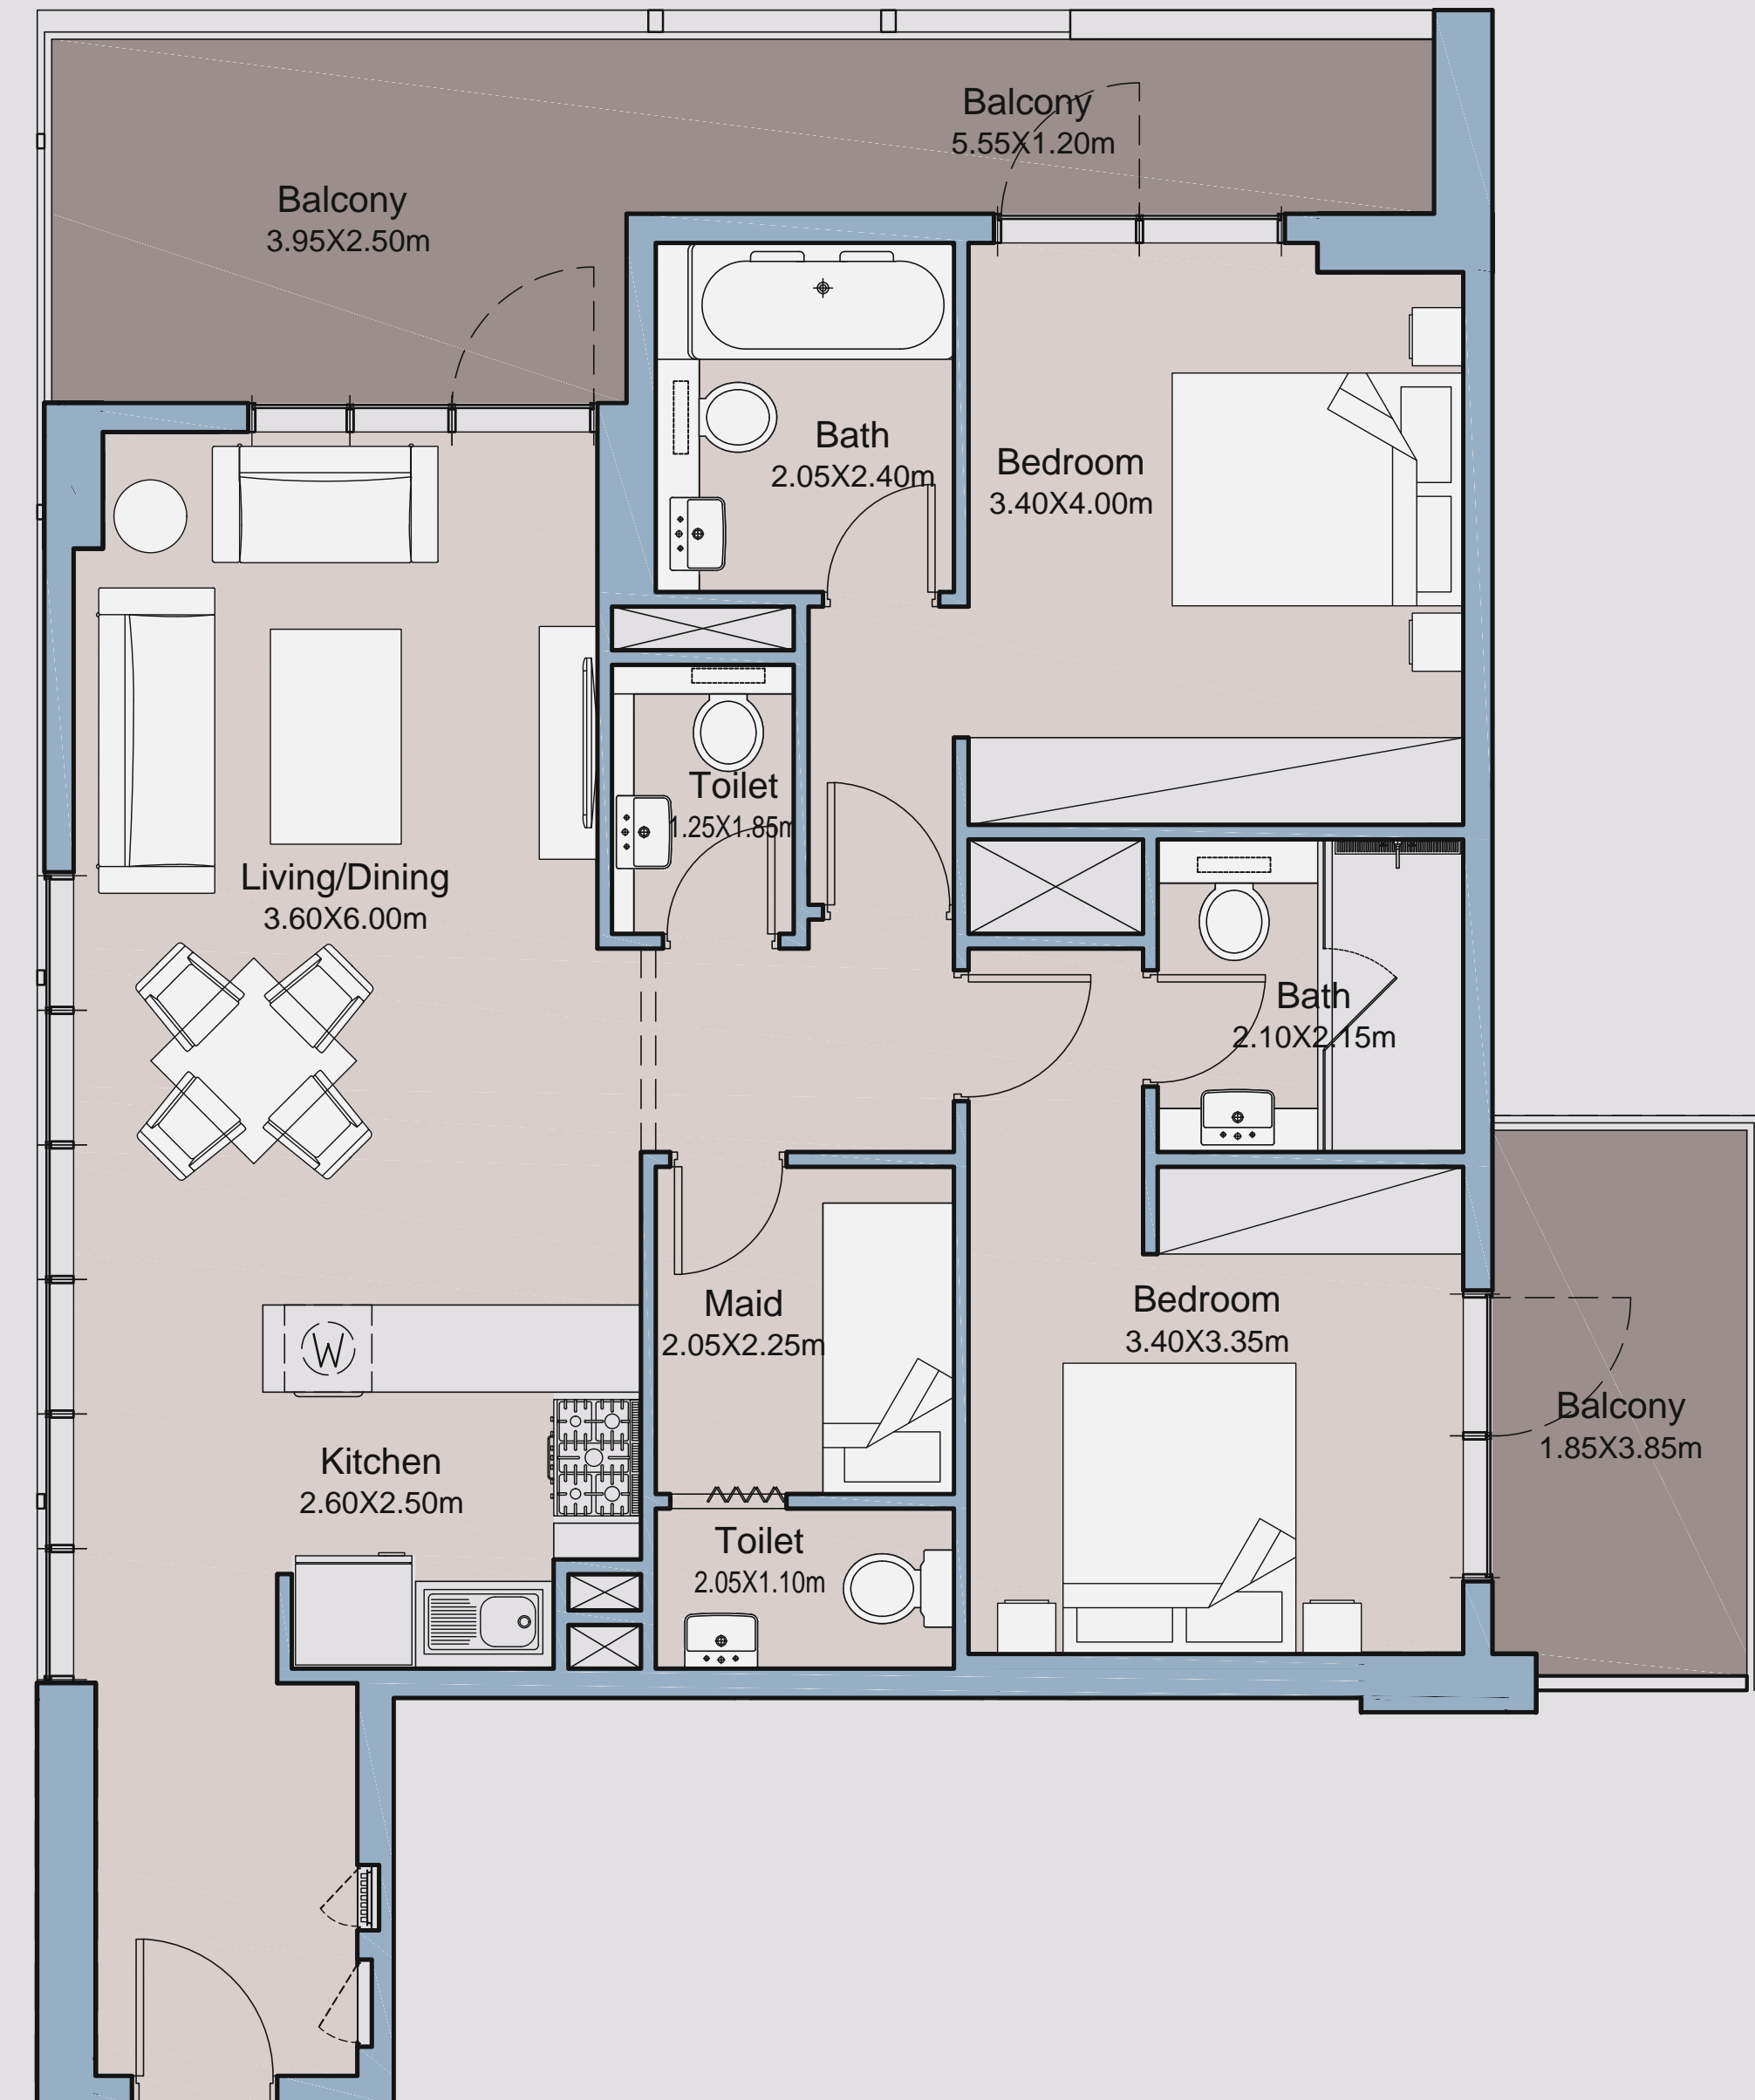 Balcony
5.55X1.20m
Balcony
3.95X2.50m
Bath
2.05X2.40m
Bedroom
3.40X4.00m
Toilet
1.25X1.85m
Living/Dining
3.60X6.00m
Bath
2.10X2.15m
Maid
2.05X2.25m
Bedroom
3.40X3.35m
W
Balcony
1.85X3.85m
Kitchen
2.60X2.50m
Toilet
2.05X1.10m